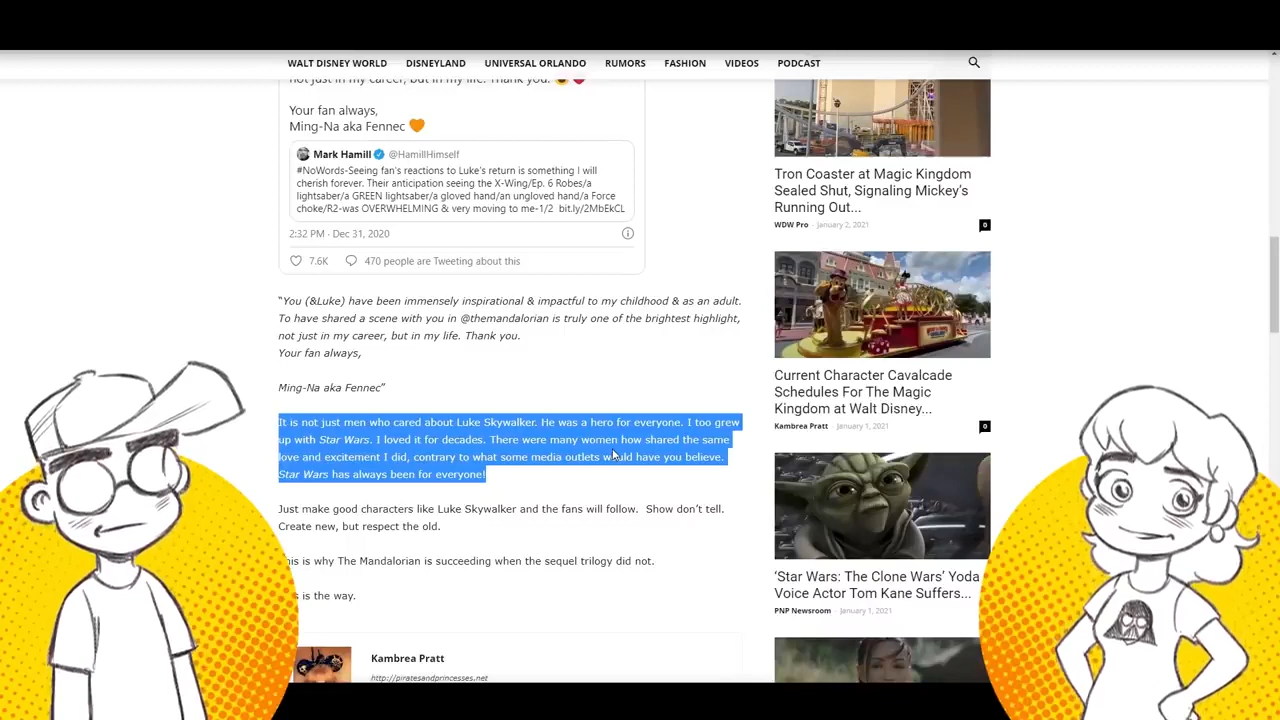 WALT DISNEY WORLD DISNEYLAND UNIVERSAL ORLANDO RUMORS FASHION VIDEOS PODCAST
not just in my career, but in my life. Thank you.
Your fan always,
Ming-Na aka Fennec 🧡
Mark Hamill @HamillHimself
#NoWords-Seeing fan's reactions to Luke's return is something I will
cherish forever. Their anticipation seeing the X-Wing/Ep. 6 Robes/a
lightsaber/a GREEN lightsaber/a gloved hand/an ungloved hand/a Force
choke/R2-was OVERWHELMING & very moving to me-1/2 bit.ly/2MbEkCL
2:32 PM · Dec 31, 2020
7.6K 470 people are Tweeting about this
"You (&Luke) have been immensely inspirational & impactful to my childhood & as an adult.
To have shared a scene with you in @themandalorian is truly one of the brightest highlight,
not just in my career, but in my life. Thank you.
Your fan always,
Ming-Na aka Fennec"
It is not just men who cared about Luke Skywalker. He was a hero for everyone. I too grew
up with Star Wars. I loved it for decades. There were many women how shared the same
love and excitement I did, contrary to what some media outlets would have you believe.
Star Wars has always been for everyone!
Just make good characters like Luke Skywalker and the fans will follow. Show don't tell.
Create new, but respect the old.
is is why The Mandalorian is succeeding when the sequel trilogy did not.
is the way.
Kambrea Pratt
http://piratesandprincesses.net
Tron Coaster at Magic Kingdom
Sealed Shut, Signaling Mickey's
Running Out...
WDW Pro - January 2, 2021 0
Current Character Cavalcade
Schedules For The Magic
Kingdom at Walt Disney...
Kambrea Pratt - January 1, 2021 0
'Star Wars: The Clone Wars' Yoda
Voice Actor Tom Kane Suffers...
PNP Newsroom - January 1, 2021